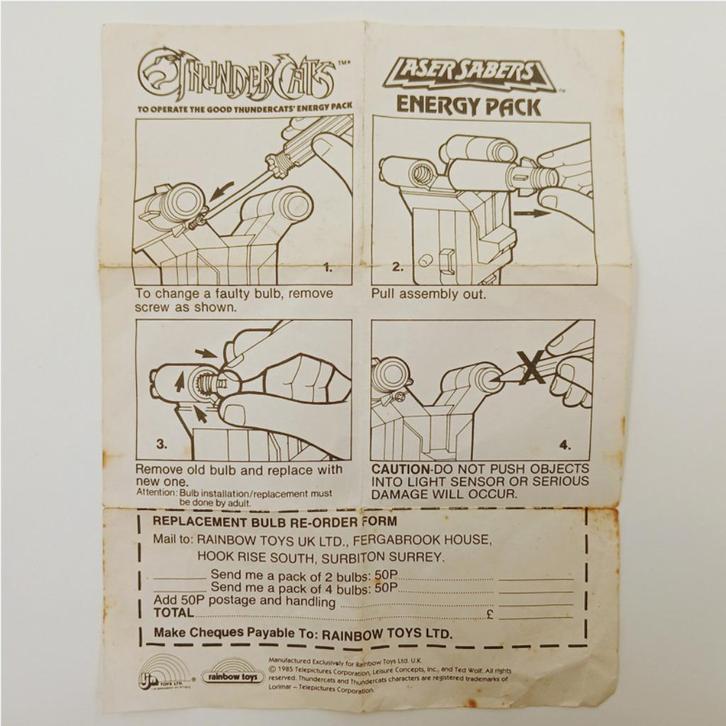 THUNDERCATS™
TO OPERATE THE GOOD THUNDERCATS' ENERGY PACK
LASER SABERS™
ENERGY PACK
1.
To change a faulty bulb, remove
screw as shown.
2.
Pull assembly out.
3.
Remove old bulb and replace with
new one.
Attention: Bulb installation/replacement must
be done by adult.
X
4.
CAUTION-DO NOT PUSH OBJECTS
INTO LIGHT SENSOR OR SERIOUS
DAMAGE WILL OCCUR.
REPLACEMENT BULB RE-ORDER FORM
Mail to: RAINBOW TOYS UK LTD., FERGABROOK HOUSE,
HOOK RISE SOUTH, SURBITON SURREY.
Send me a pack of 2 bulbs: 50P
Send me a pack of 4 bulbs: 50P
Add 50P postage and handling
TOTAL £
Make Cheques Payable To: RAINBOW TOYS LTD.
TOYS LTD. ®
rainbow toys
Manufactured Exclusively for Rainbow Toys Ltd. U.K.
© 1985 Telepictures Corporation, Leisure Concepts, Inc., and Ted Wolf. All rights
reserved. Thundercats and Thundercats characters are registered trademarks of
Lorimar – Telepictures Corporation.